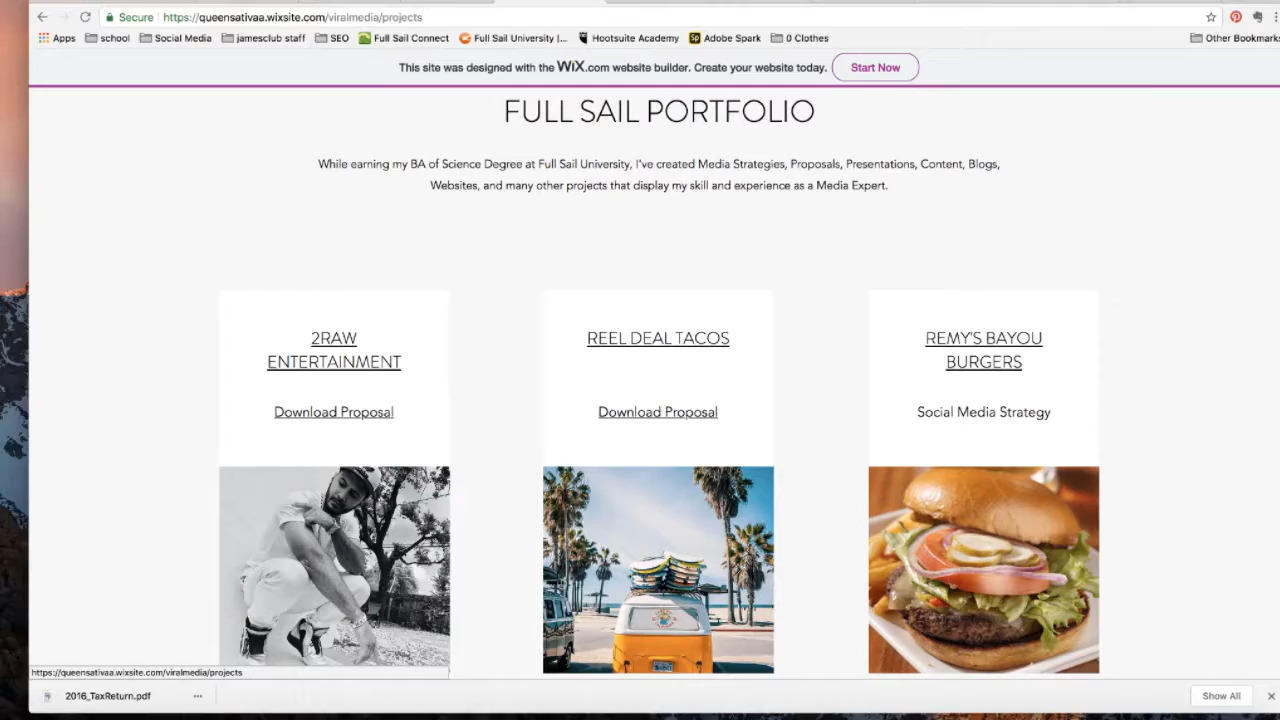 Secure https://queensativaa.wixsite.com/viralmedia/projects
Apps school Social Media jamesclub staff SEO Full Sail Connect Full Sail University |... Hootsuite Academy Sp Adobe Spark 0 Clothes Other Bookmarks
This site was designed with the WiX.com website builder. Create your website today. Start Now
FULL SAIL PORTFOLIO
While earning my BA of Science Degree at Full Sail University, I've created Media Strategies, Proposals, Presentations, Content, Blogs,
Websites, and many other projects that display my skill and experience as a Media Expert.
2RAW
ENTERTAINMENT
Download Proposal
REEL DEAL TACOS
Download Proposal
REMY'S BAYOU
BURGERS
Social Media Strategy
https://queensativaa.wixsite.com/viralmedia/projects
2016_TaxReturn.pdf
Show All